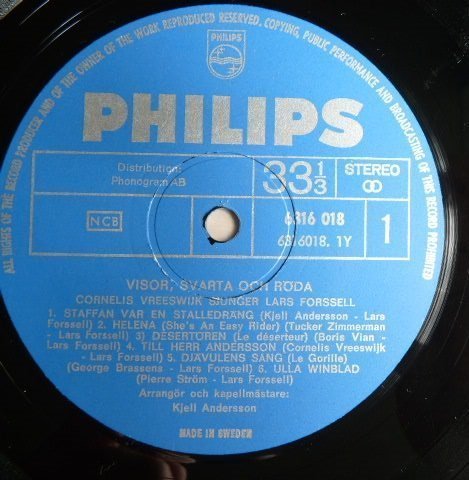 ALL RIGHTS OF THE RECORD PRODUCER AND OF THE OWNER OF THE WORK REPRODUCED RESERVED. COPYING, PUBLIC PERFORMANCE AND BROADCASTING OF THIS RECORD PROHIBITED
PHILIPS
PHILIPS
Distribution:
Phonogram AB
33 1/3
STEREO
NCB
6316 018
6316018. 1Y
1
VISOR, SVARTA OCH RÖDA
CORNELIS VREESWIJK SJUNGER LARS FORSSELL
1. STAFFAN VAR EN STALLEDRÄNG (Kjell Andersson - Lars
Forssell) 2. HELENA (She's An Easy Rider) (Tucker Zimmerman
- Lars Forssell) 3) DESERTÖREN (Le déserteur) (Boris Vian -
Lars Forssell) 4. TILL HERR ANDERSSON (Cornelis Vreeswijk
- Lars Forssell) 5. DJÄVULENS SÅNG (Le Gorille)
(George Brassens - Lars Forssell) 6. ULLA WINBLAD
(Pierre Ström - Lars Forssell)
Arrangör och kapellmästare:
Kjell Andersson
MADE IN SWEDEN